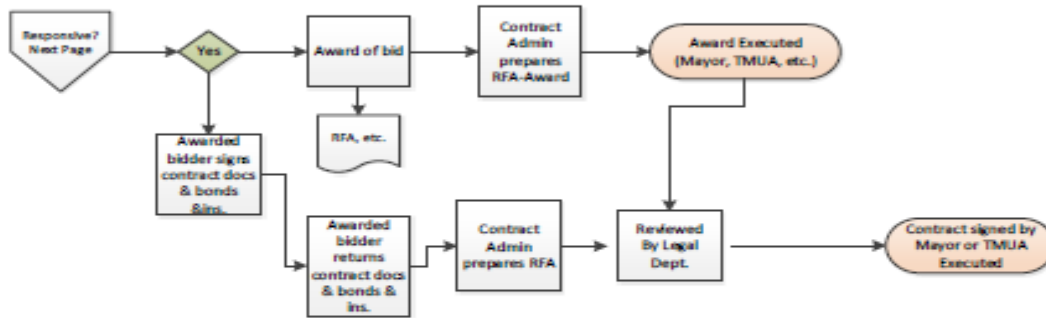 Responsive?
Next Page
Yes
Award of bid
Contract
Admin
prepares
RFA-Award
Award Executed
(Mayor, TMUA, etc.)
RFA, etc.
Awarded
bidder signs
contract docs
& bonds
&ins.
Awarded
bidder
returns
contract docs
& bonds &
ins.
Contract
Admin
prepares RFA
Reviewed
By Legal
Dept.
Contract signed by
Mayor or TMUA
Executed